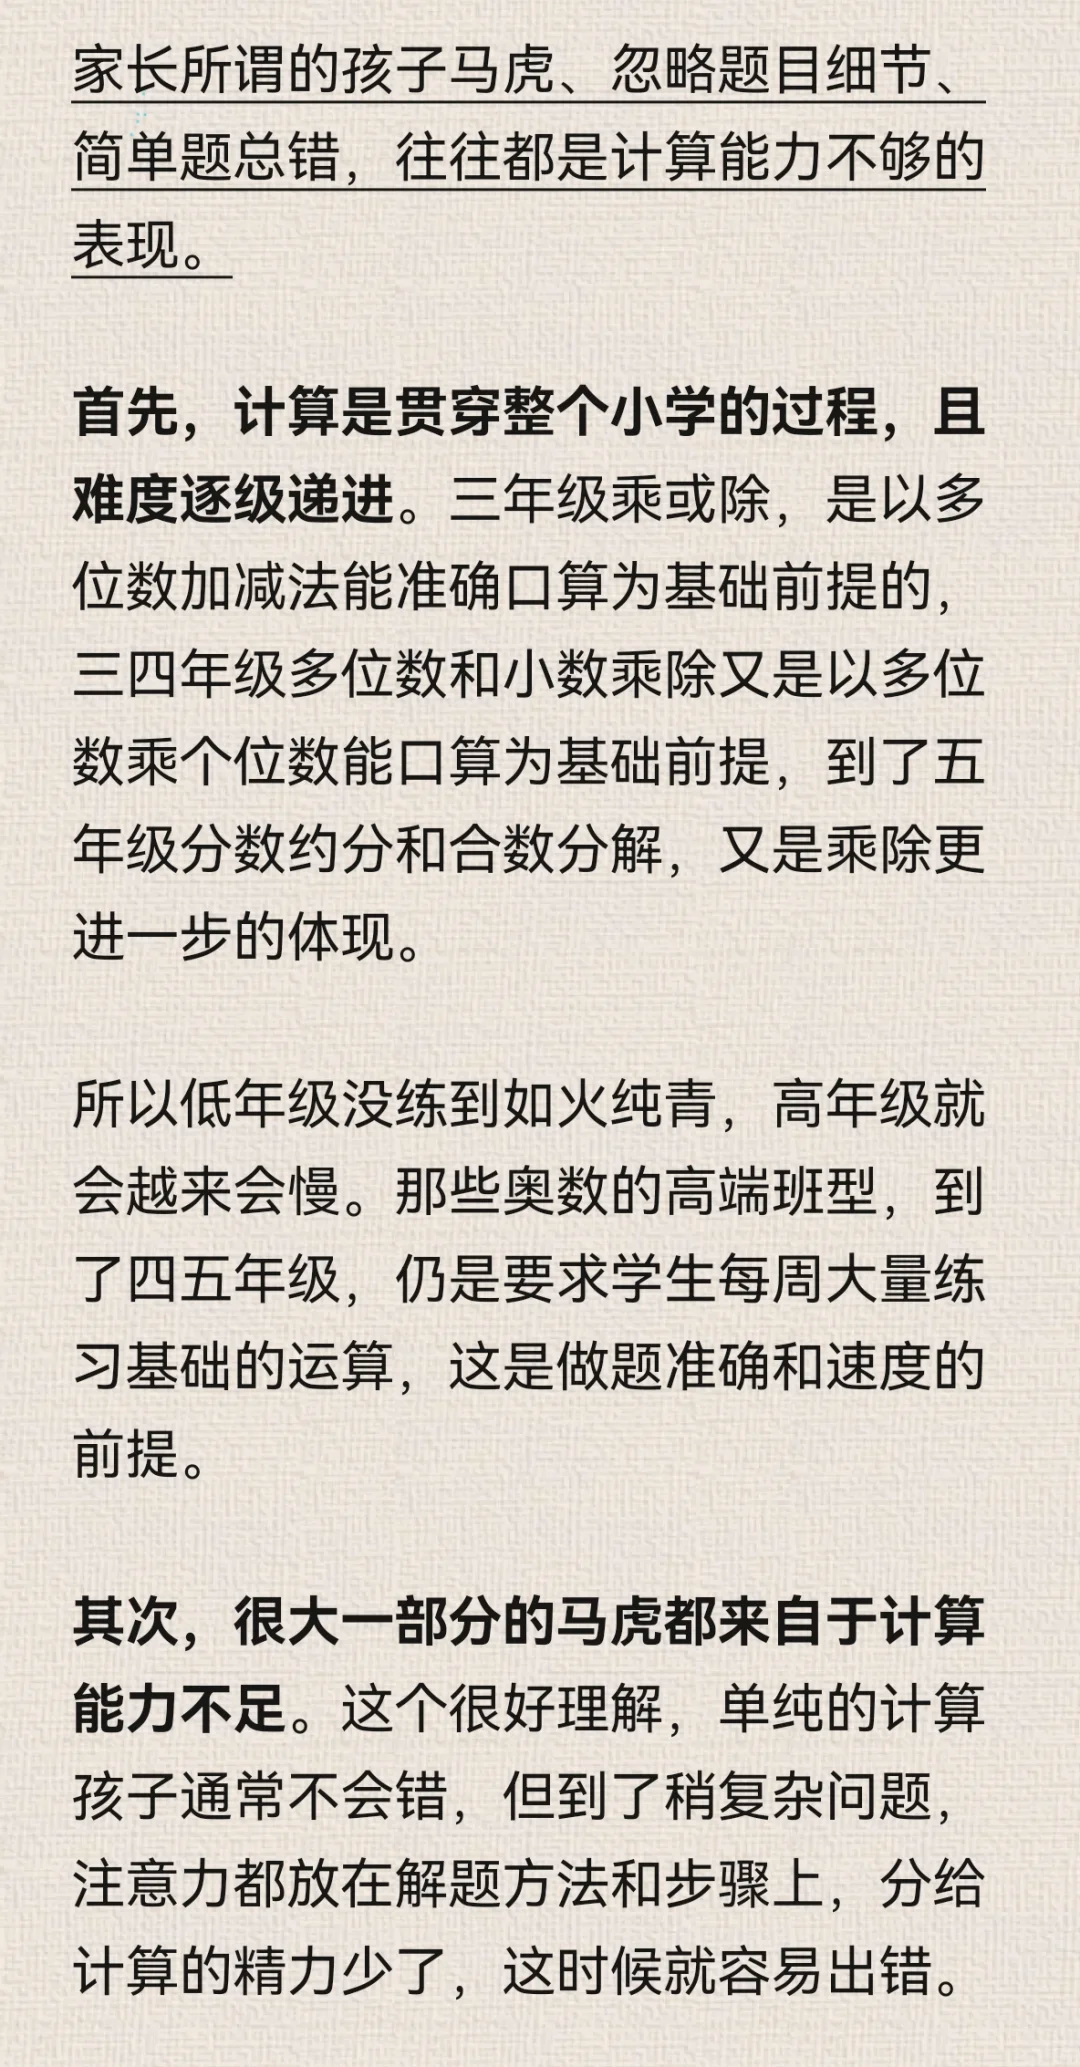 家长所谓的孩子马虎、忽略题目细节、
简单题总错，往往都是计算能力不够的
表现。
首先，计算是贯穿整个小学的过程，且
难度逐级递进。三年级乘或除，是以多
位数加减法能准确口算为基础前提的，
三四年级多位数和小数乘除又是以多位
数乘个位数能口算为基础前提，到了五
年级分数约分和合数分解，又是乘除更
进一步的体现。
所以低年级没练到如火纯青，高年级就
会越来会慢。那些奥数的高端班型，到
了四五年级，仍是要求学生每周大量练
习基础的运算，这是做题准确和速度的
前提。
其次，很大一部分的马虎都来自于计算
能力不足。这个很好理解，单纯的计算
孩子通常不会错，但到了稍复杂问题，
注意力都放在解题方法和步骤上，分给
计算的精力少了，这时候就容易出错。